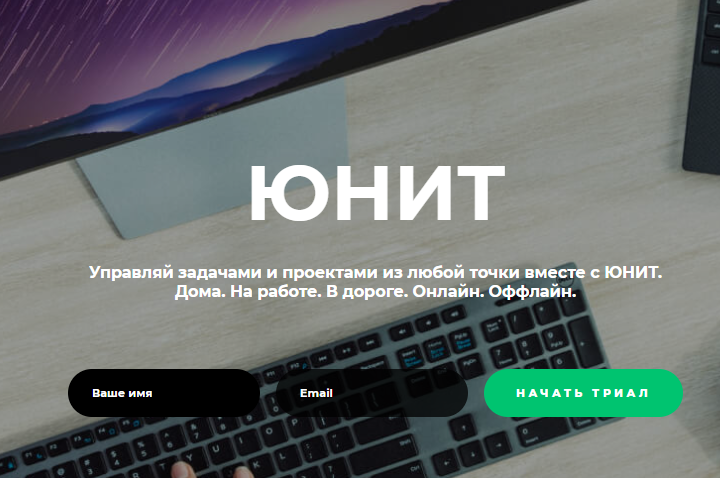 ЮНИТ
Управляй задачами и проектами из любой точки вместе с ЮНИТ.
Дома. На работе. В дороге. Онлайн. Оффлайн.
Ваше имя
Email
НАЧАТЬ ТРИАЛ